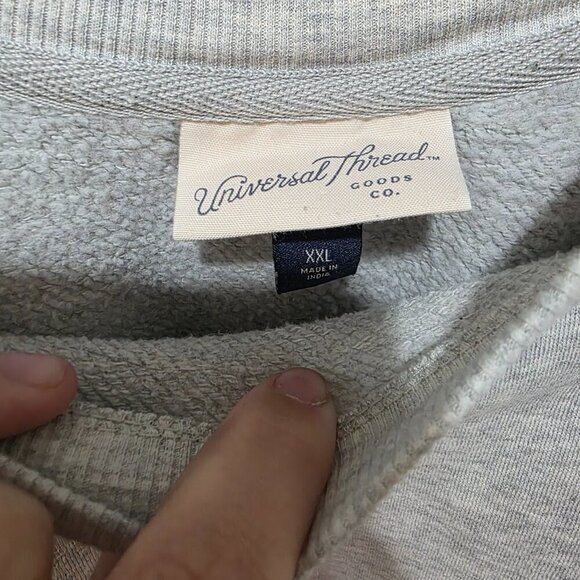 Universal Thread™
GOODS
CO.
XXL
MADE IN
INDIA